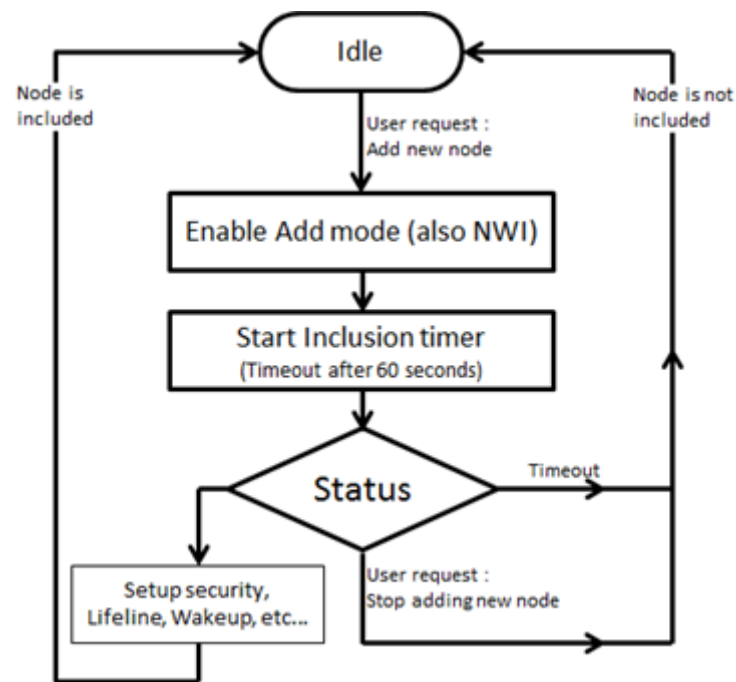 Idle
Node is
included
Node is not
included
User request :
Add new node
Enable Add mode (also NWI)
Start Inclusion timer
(Timeout after 60 seconds)
Status
Timeout
User request :
Stop adding new node
Setup security,
Lifeline, Wakeup, etc...